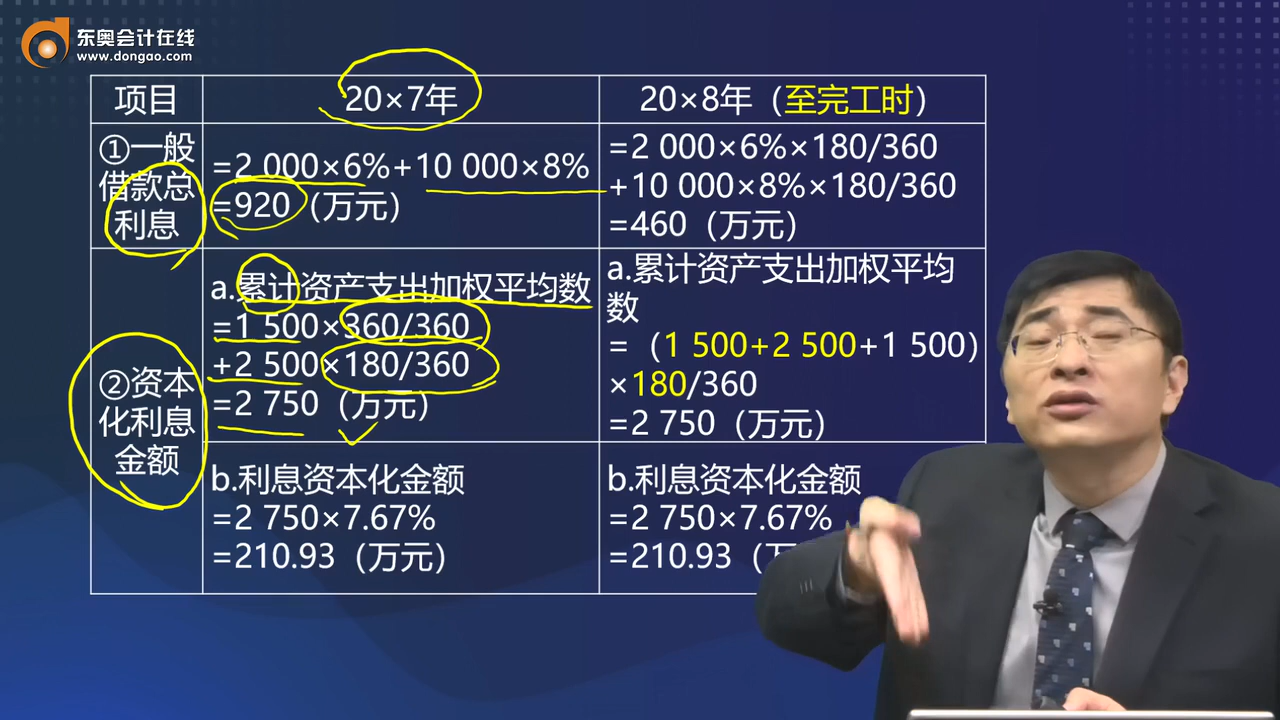 东奥会计在线
www.dongao.com
项目
20×7年
20×8年（至完工时）
①一般
借款总
利息
=2 000×6%+10 000×8%
=920（万元）
=2 000×6%×180/360
+10 000×8%×180/360
=460（万元）
②资本
化利息
金额
a.累计资产支出加权平均数
=1 500×360/360
+2 500×180/360
=2 750（万元）
a.累计资产支出加权平均
数
=（1 500+2 500+1 500）
×180/360
=2 750（万元）
b.利息资本化金额
=2 750×7.67%
=210.93（万元）
b.利息资本化金额
=2 750×7.67%
=210.93（